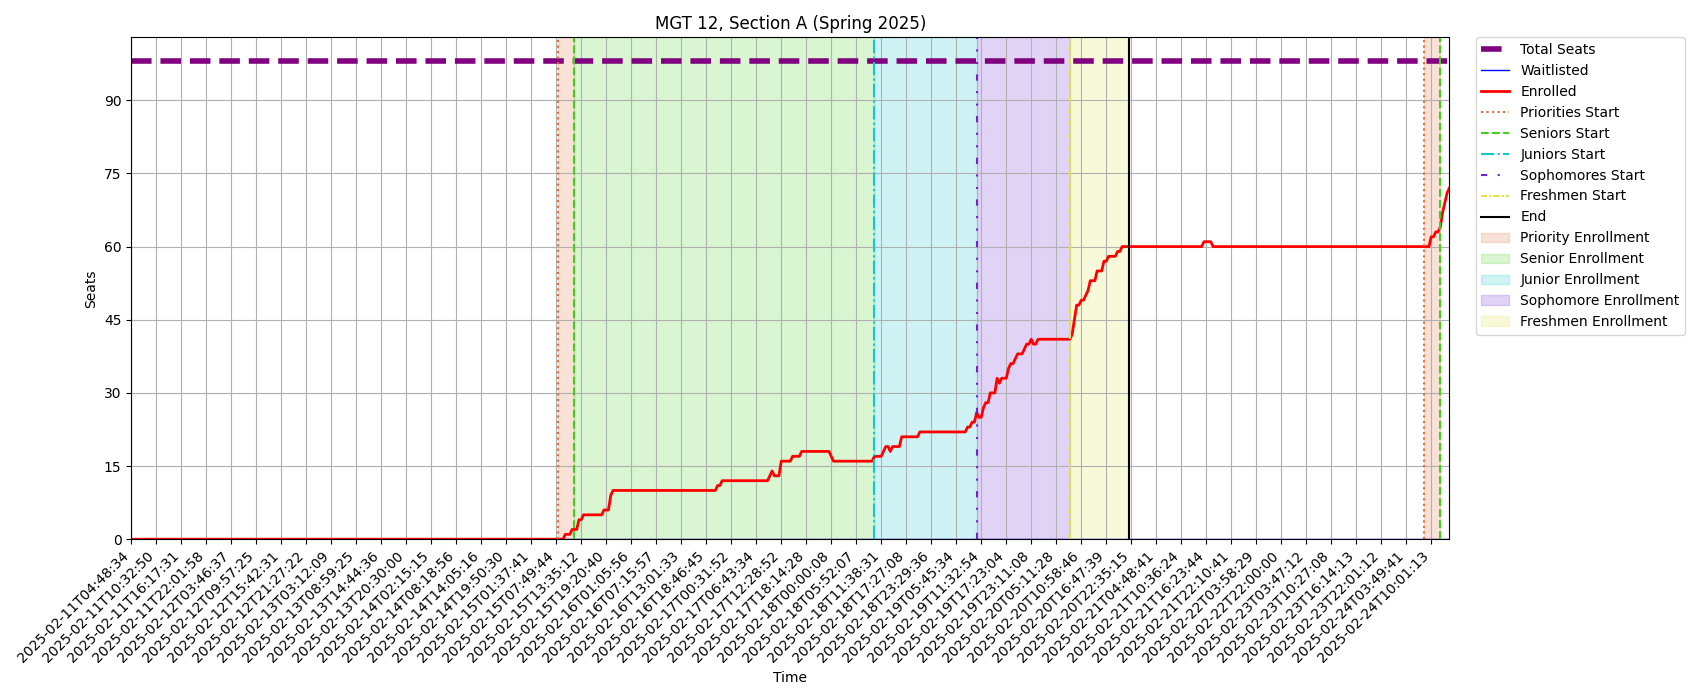 MGT 12, Section A (Spring 2025)
Total Seats
Waitlisted
Enrolled
Priorities Start
Seniors Start
Juniors Start
Sophomores Start
Freshmen Start
End
Priority Enrollment
Senior Enrollment
Junior Enrollment
Sophomore Enrollment
Freshmen Enrollment
Seats
90
75
60
45
30
15
0
2025-02-11T04:48:34
2025-02-11T10:32:50
2025-02-11T16:17:31
2025-02-11T22:01:58
2025-02-12T03:46:37
2025-02-12T09:57:25
2025-02-12T15:42:31
2025-02-12T21:27:22
2025-02-13T03:12:09
2025-02-13T08:59:25
2025-02-13T14:44:36
2025-02-13T20:30:00
2025-02-14T02:15:15
2025-02-14T08:18:56
2025-02-14T14:05:16
2025-02-14T19:50:30
2025-02-15T01:37:41
2025-02-15T07:49:44
2025-02-15T13:35:12
2025-02-15T19:20:40
2025-02-16T01:05:56
2025-02-16T07:15:57
2025-02-16T13:01:33
2025-02-16T18:46:45
2025-02-17T00:31:52
2025-02-17T06:43:34
2025-02-17T12:28:52
2025-02-17T18:14:28
2025-02-18T00:00:08
2025-02-18T05:52:07
2025-02-18T11:38:31
2025-02-18T17:27:08
2025-02-18T23:29:36
2025-02-19T05:45:34
2025-02-19T11:32:54
2025-02-19T17:23:04
2025-02-19T23:11:08
2025-02-20T05:11:28
2025-02-20T10:58:46
2025-02-20T16:47:39
2025-02-20T22:35:15
2025-02-21T04:48:41
2025-02-21T10:36:24
2025-02-21T16:23:44
2025-02-21T22:10:41
2025-02-22T03:58:29
2025-02-22T22:00:00
2025-02-23T03:47:12
2025-02-23T10:27:08
2025-02-23T16:14:13
2025-02-23T22:01:12
2025-02-24T03:49:41
2025-02-24T10:01:13
Time